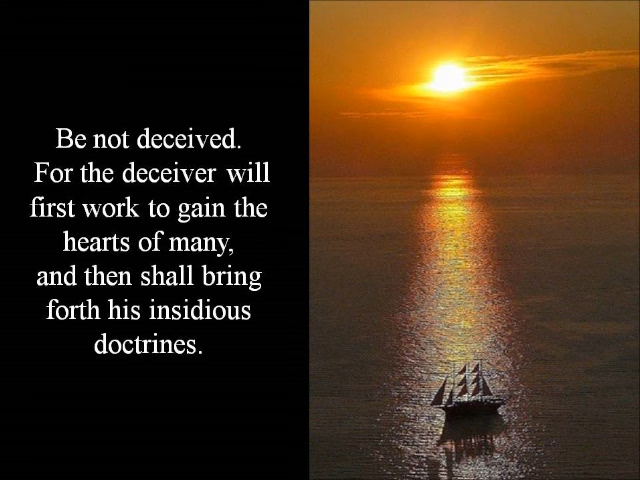 Be not deceived.
For the deceiver will
first work to gain the
hearts of many,
and then shall bring
forth his insidious
doctrines.